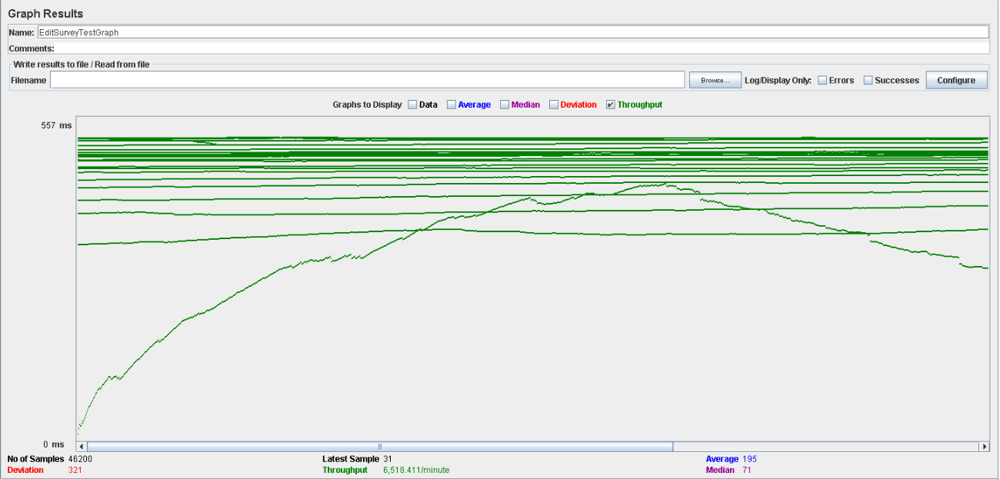 Graph Results
Name: EditSurveyTestGraph
Comments:
Write results to file / Read from file
Filename Browse... Log/Display Only: Errors Successes Configure
Graphs to Display Data Average Median Deviation Throughput
557 ms
0 ms
No of Samples 46200 Latest Sample 31 Average 195
Deviation 321 Throughput 6,518.411/minute Median 71